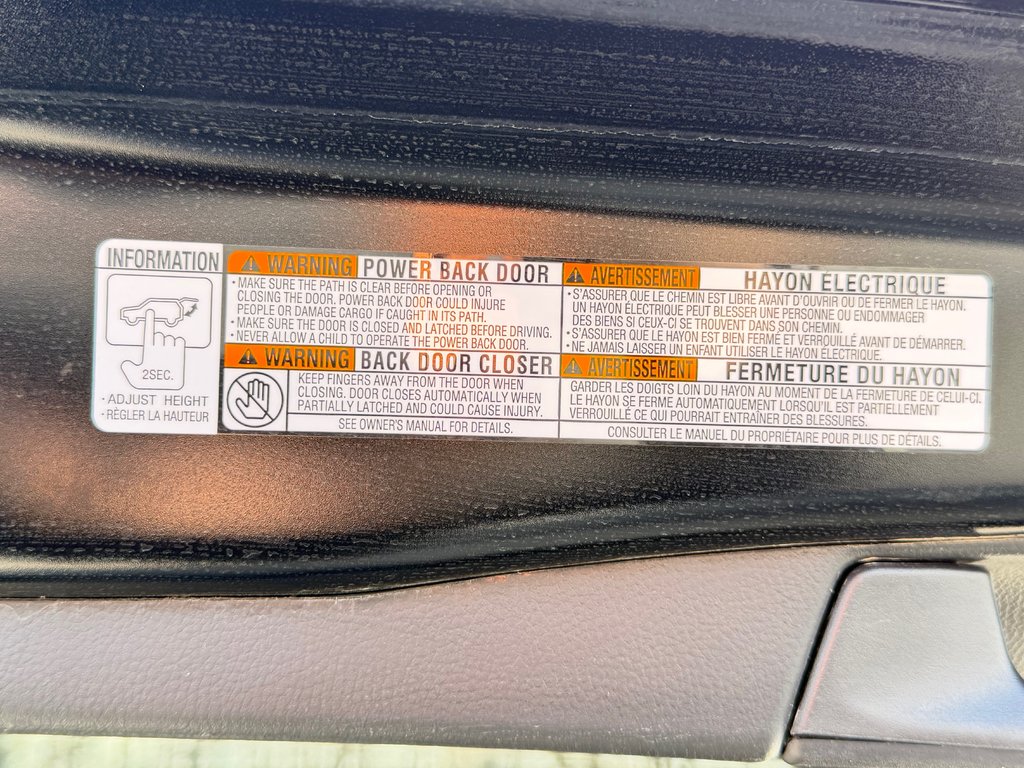 INFORMATION
2SEC.
· ADJUST HEIGHT
· RÈGLER LA HAUTEUR
WARNING POWER BACK DOOR
· MAKE SURE THE PATH IS CLEAR BEFORE OPENING OR
CLOSING THE DOOR. POWER BACK DOOR COULD INJURE
PEOPLE OR DAMAGE CARGO IF CAUGHT IN ITS PATH.
· MAKE SURE THE DOOR IS CLOSED AND LATCHED BEFORE DRIVING.
· NEVER ALLOW A CHILD TO OPERATE THE POWER BACK DOOR.
WARNING BACK DOOR CLOSER
KEEP FINGERS AWAY FROM THE DOOR WHEN
CLOSING. DOOR CLOSES AUTOMATICALLY WHEN
PARTIALLY LATCHED AND COULD CAUSE INJURY.
SEE OWNER'S MANUAL FOR DETAILS.
AVERTISSEMENT HAYON ÉLECTRIQUE
· S'ASSURER QUE LE CHEMIN EST LIBRE AVANT D'OUVRIR OU DE FERMER LE HAYON.
UN HAYON ÉLECTRIQUE PEUT BLESSER UNE PERSONNE OU ENDOMMAGER
DES BIENS SI CEUX-CI SE TROUVENT DANS SON CHEMIN.
· S'ASSURER QUE LE HAYON EST BIEN FERMÉ ET VERROUILLÉ AVANT DE DÉMARRER.
· NE JAMAIS LAISSER UN ENFANT UTILISER LE HAYON ÉLECTRIQUE.
AVERTISSEMENT FERMETURE DU HAYON
GARDER LES DOIGTS LOIN DU HAYON AU MOMENT DE LA FERMETURE DE CELUI-CI.
LE HAYON SE FERME AUTOMATIQUEMENT LORSQU'IL EST PARTIELLEMENT
VERROUILLÉ CE QUI POURRAIT ENTRAÎNER DES BLESSURES.
CONSULTER LE MANUEL DU PROPRIÉTAIRE POUR PLUS DE DÉTAILS.